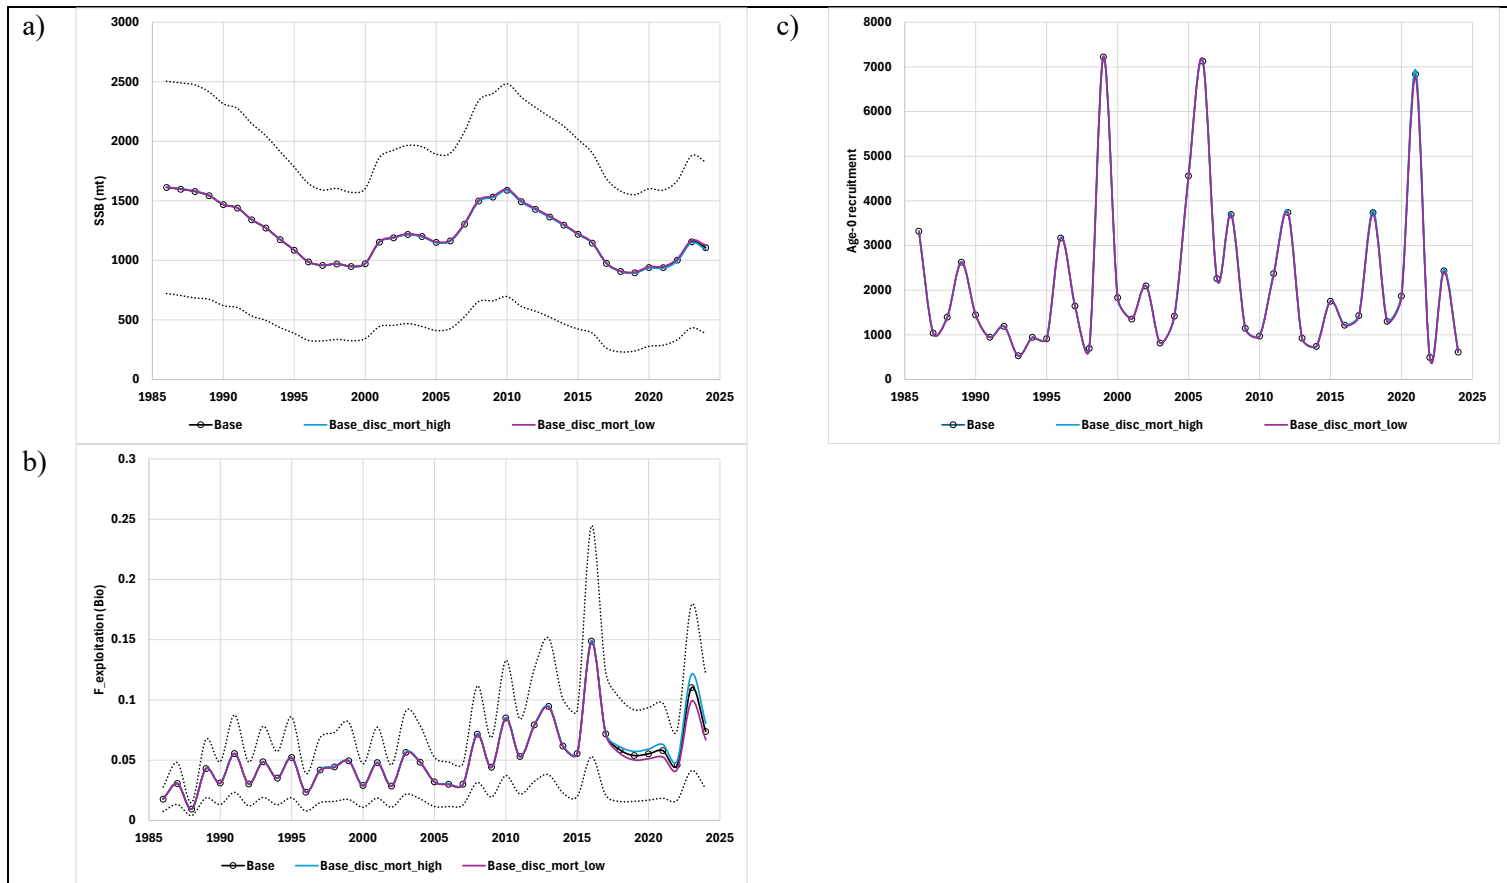 a)
3000
2500
2000
1500
1000
500
0
SSB (mt)
1985 1990 1995 2000 2005 2010 2015 2020 2025
Base Base_disc_mort_high Base_disc_mort_low
b)
0.3
0.25
0.2
0.15
0.1
0.05
0
F_exploitation (Bio)
1985 1990 1995 2000 2005 2010 2015 2020 2025
Base Base_disc_mort_high Base_disc_mort_low
c)
8000
7000
6000
5000
4000
3000
2000
1000
0
Age-0 recruitment
1985 1990 1995 2000 2005 2010 2015 2020 2025
Base Base_disc_mort_high Base_disc_mort_low